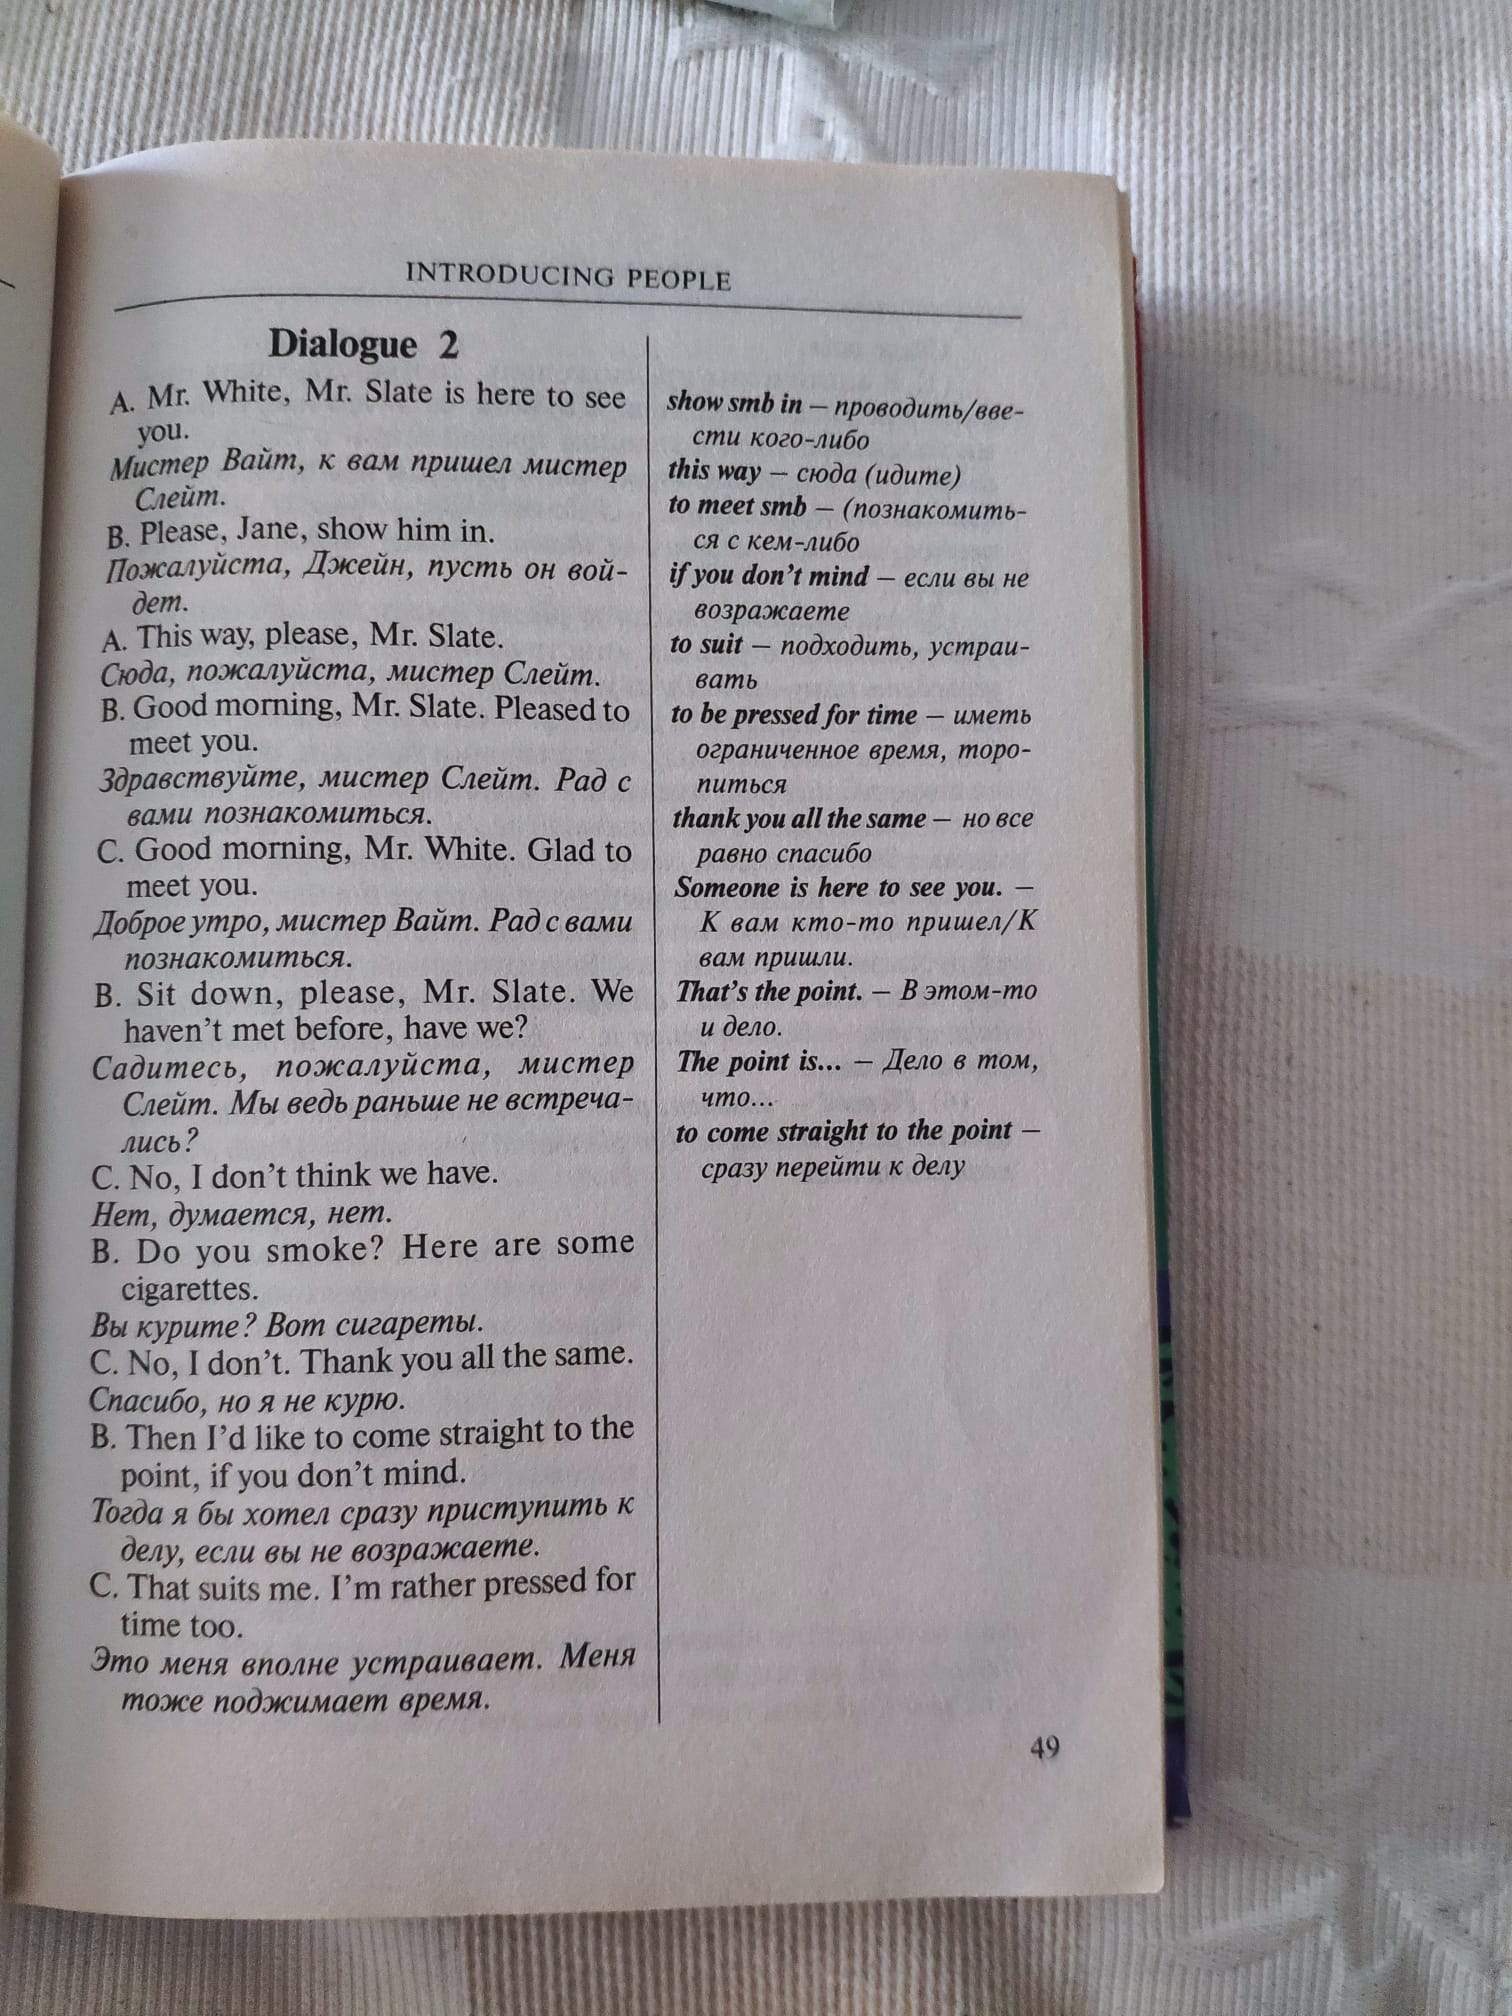 INTRODUCING PEOPLE
Dialogue 2
A. Mr. White, Mr. Slate is here to see
you.
Мистер Вайт, к вам пришел мистер
Слейт.
B. Please, Jane, show him in.
Пожалуйста, Джейн, пусть он вой-
дет.
A. This way, please, Mr. Slate.
Сюда, пожалуйста, мистер Слейт.
B. Good morning, Mr. Slate. Pleased to
meet you.
Здравствуйте, мистер Слейт. Рад с
вами познакомиться.
C. Good morning, Mr. White. Glad to
meet you.
Доброе утро, мистер Вайт. Рад с вами
познакомиться.
B. Sit down, please, Mr. Slate. We
haven't met before, have we?
Садитесь, пожалуйста, мистер
Слейт. Мы ведь раньше не встреча-
лись?
C. No, I don't think we have.
Нет, думается, нет.
B. Do you smoke? Here are some
cigarettes.
Вы курите? Вот сигареты.
C. No, I don't. Thank you all the same.
Спасибо, но я не курю.
B. Then I'd like to come straight to the
point, if you don't mind.
Тогда я бы хотел сразу приступить к
делу, если вы не возражаете.
C. That suits me. I'm rather pressed for
time too.
Это меня вполне устраивает. Меня
тоже поджимает время.
show smb in — проводить/вве-
сти кого-либо
this way — сюда (идите)
to meet smb — (познакомить-
ся с кем-либо
if you don't mind — если вы не
возражаете
to suit — подходить, устраи-
вать
to be pressed for time — иметь
ограниченное время, торо-
питься
thank you all the same — но все
равно спасибо
Someone is here to see you. —
К вам кто-то пришел/К
вам пришли.
That's the point. — В этом-то
и дело.
The point is... — Дело в том,
что...
to come straight to the point —
сразу перейти к делу
49